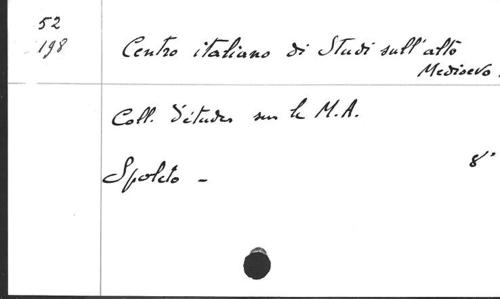 52
198
Centro italiano di Studi sull'alto
Medioevo.
Coll. d'études sur le M.A.
Spoleto - 8°